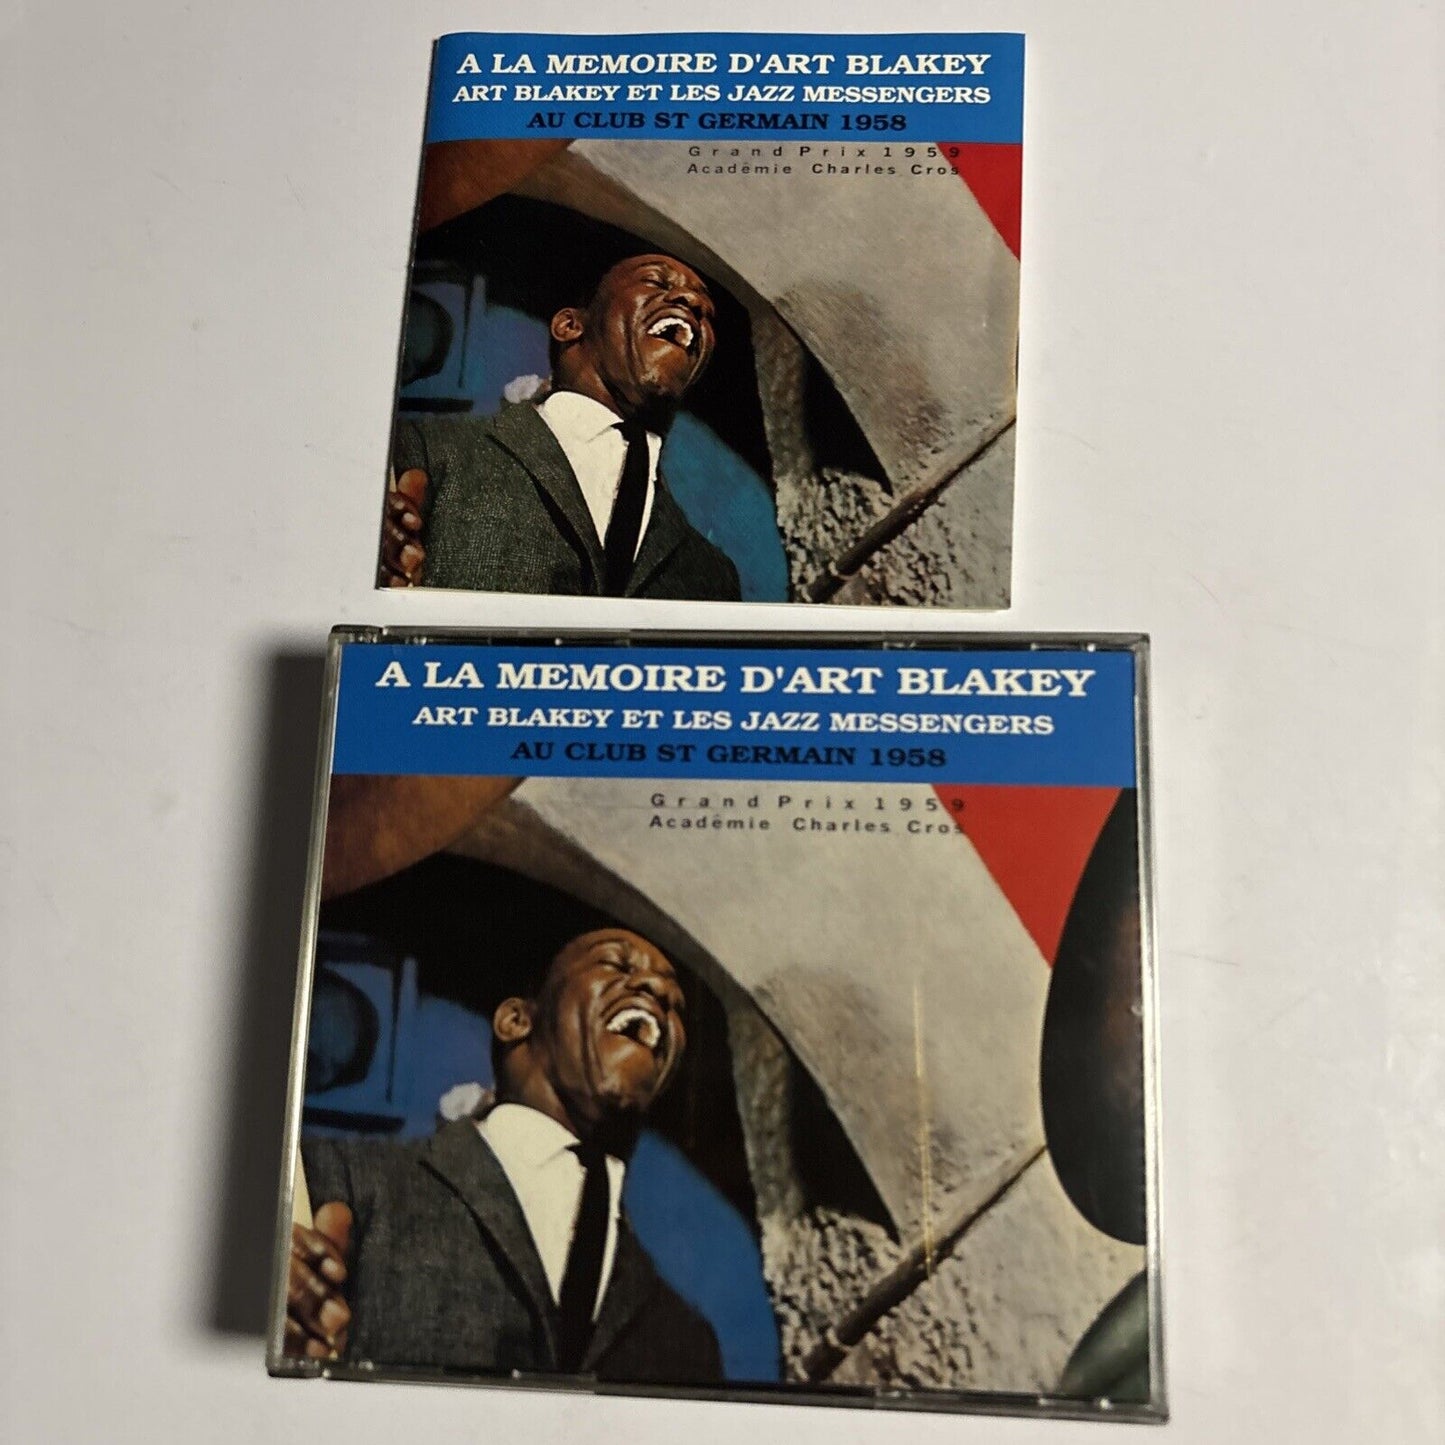 A LA MEMOIRE D'ART BLAKEY
ART BLAKEY ET LES JAZZ MESSENGERS
AU CLUB ST GERMAIN 1958
Grand Prix 1959
Académie Charles Cros
A LA MEMOIRE D'ART BLAKEY
ART BLAKEY ET LES JAZZ MESSENGERS
AU CLUB ST GERMAIN 1958
Grand Prix 1959
Académie Charles Cros